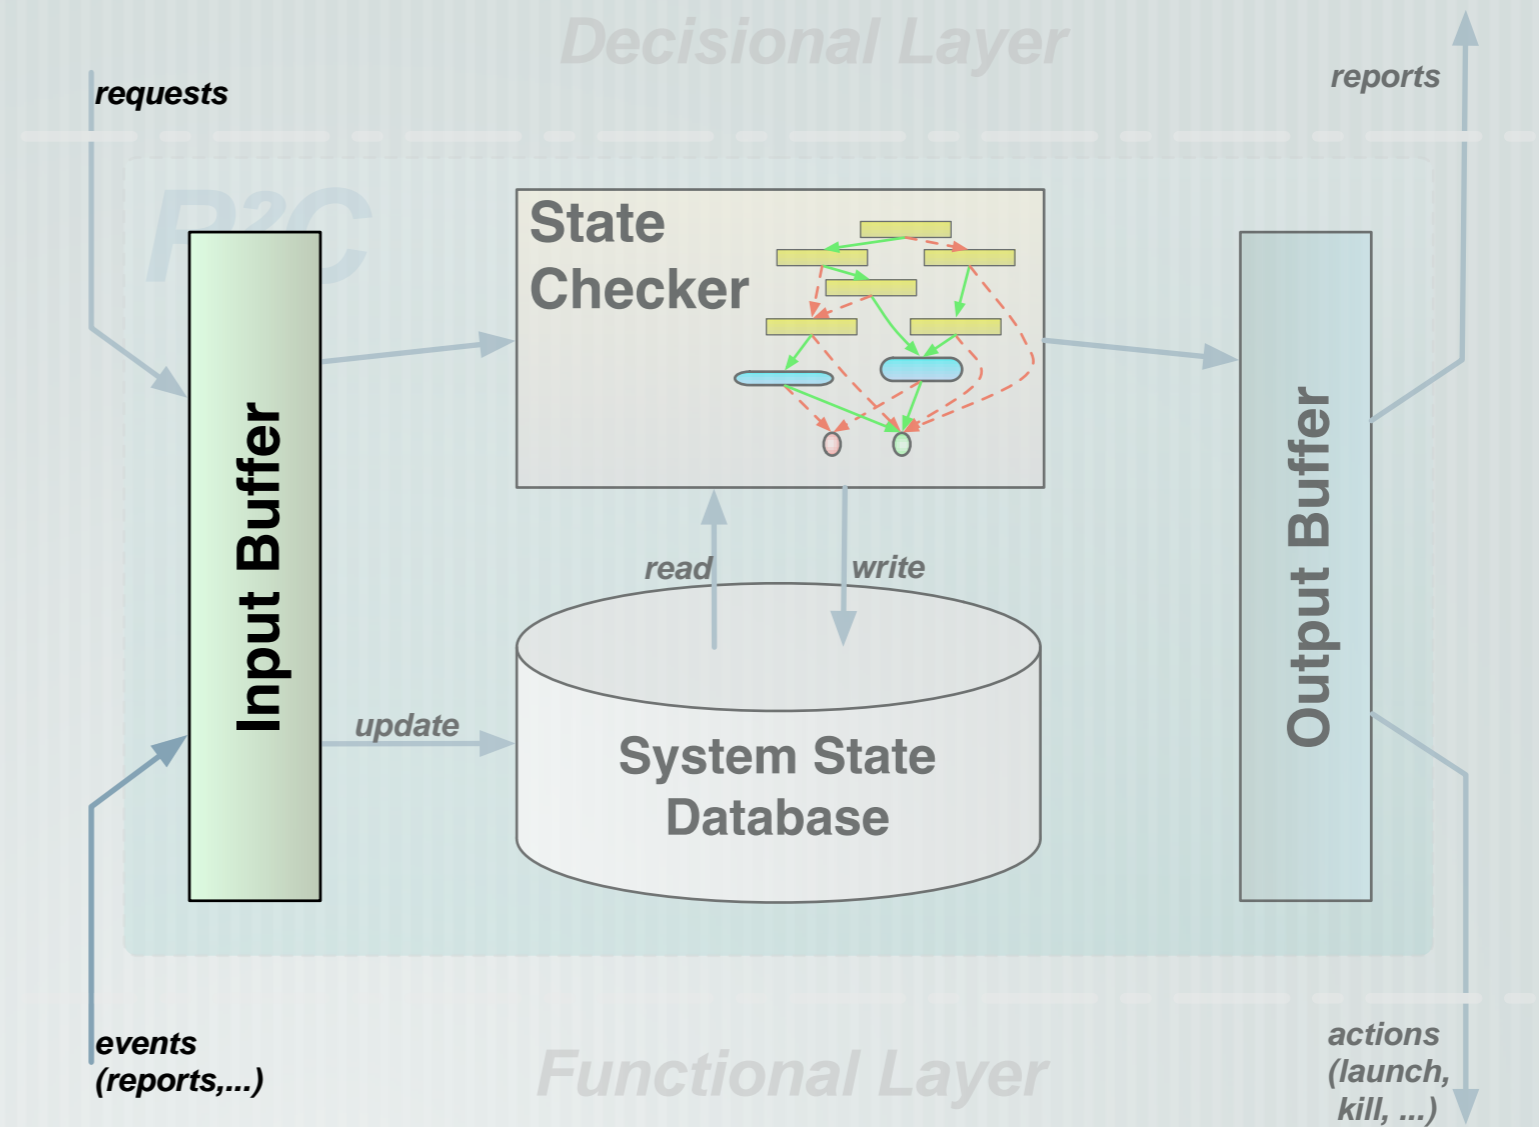 Decisional Layer
requests
reports
R²C
State
Checker
Input Buffer
Output Buffer
read
write
update
System State
Database
events
(reports,...)
Functional Layer
actions
(launch,
kill, ...)